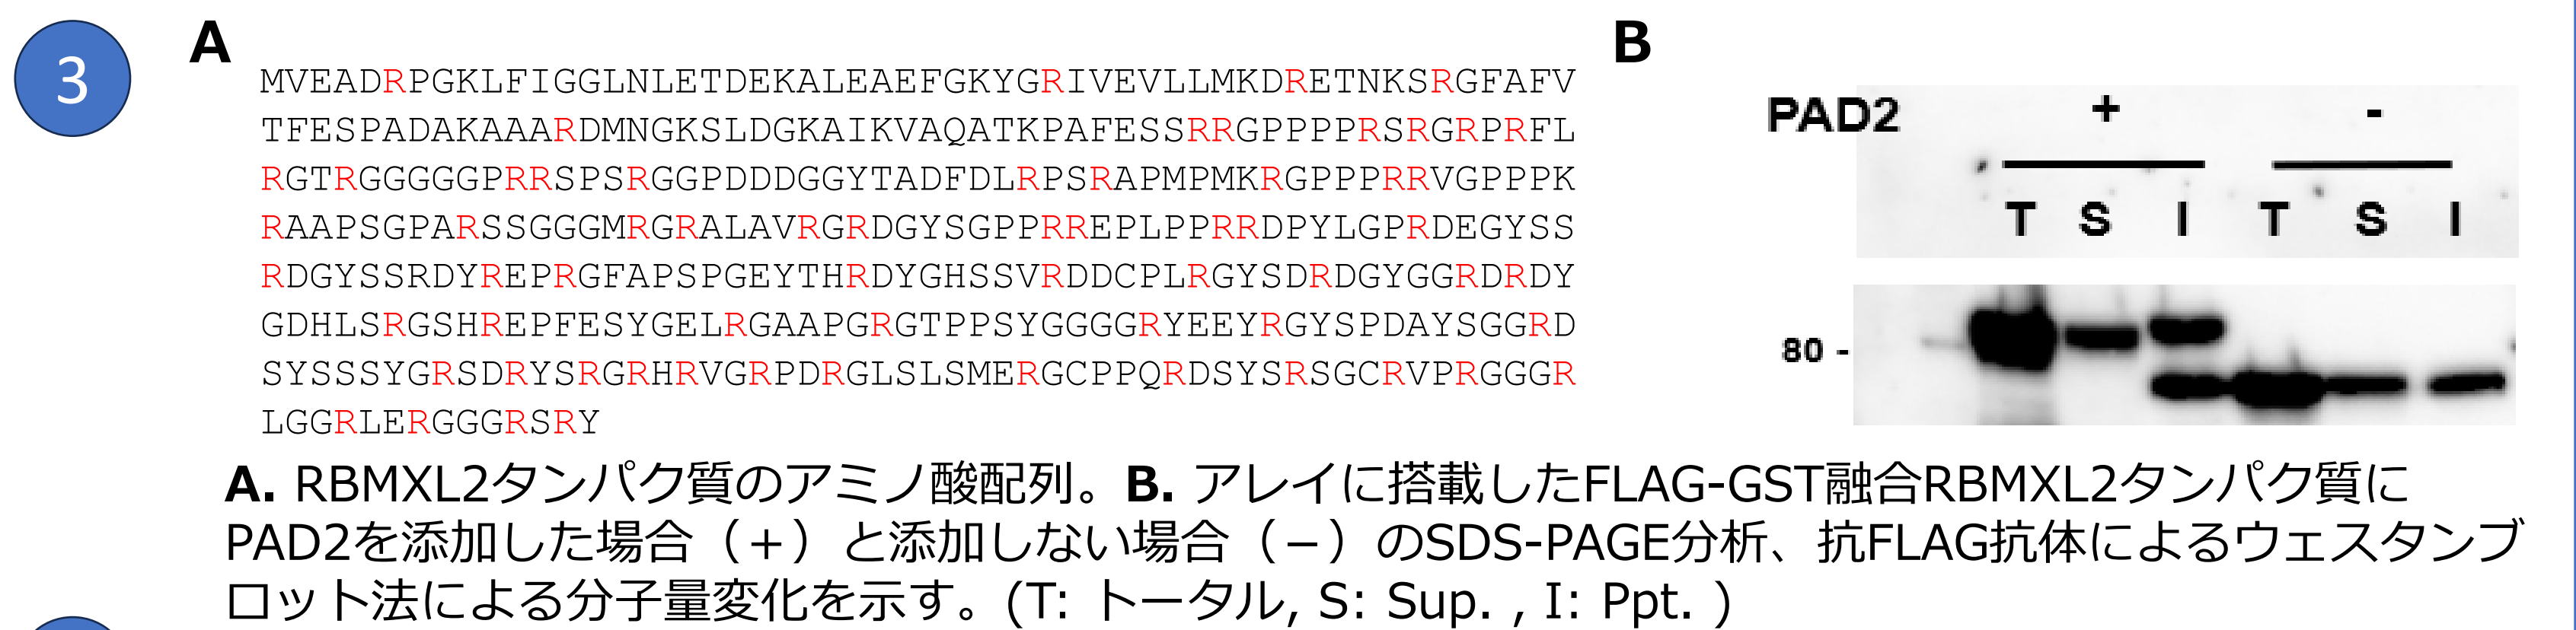 3
A
MVEADRPGKLFIGGLNLETDEKALEAEFGKYGRIVEVLLMKDRETNKSRGFAFV
TFESPADAKAAARDMNGKSLDGKAIKVAQATKPAFESSRRGPPPPRSRGRPRFL
RGTRGGGGGPRRSPSRGGPDDDGGYTADFDLRPSRAPMPMKRGPPPRRVGPPPK
RAAPSGPARSSGGGMRGRALAVRGRDGYSGPPRREPLPPRRDPYLGPRDEGYSS
RDGYSSRDYREPRGFAPSPGEYTHRDYGHSSVRDDCPLRGYSDRDGYGGRDRDY
GDHLSRGSHREPFESYGELRGAAPGRGTPPSYGGGGRYEEYRGYSPDAYSGGRD
SYSSSYGRSDRYSRGRHRVGRPDRGLSLSMERGCPPQRDSYSRSGCRVPRGGGR
LGGRLERGGGRSRY
B
PAD2 + -
T S I T S I
80 -
A. RBMXL2タンパク質のアミノ酸配列。B. アレイに搭載したFLAG-GST融合RBMXL2タンパク質に
PAD2を添加した場合（+）と添加しない場合（−）のSDS-PAGE分析、抗FLAG抗体によるウェスタンブ
ロット法による分子量変化を示す。(T: トータル, S: Sup. , I: Ppt. )